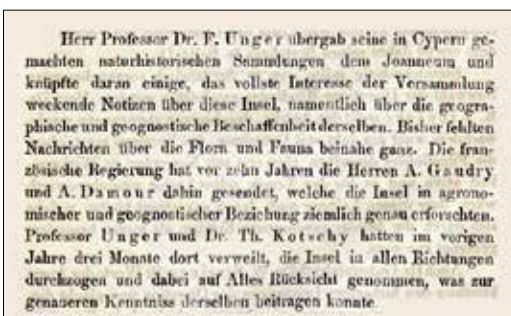 Herr Professor Dr. F. Unger übergab seine in Cypern ge-
machten naturhistorischen Sammlungen dem Joanneum und
knüpfte daran einige, das vollste Interesse der Versammlung
weckende Notizen über diese Insel, namentlich über die geogra-
phische und geognostische Beschaffenheit derselben. Bisher fehlten
Nachrichten über die Flora und Fauna beinahe ganz. Die fran-
zösische Regierung hat vor zehn Jahren die Herren A. Gaudry
und A. Damour dahin gesendet, welche die Insel in agrono-
mischer und geognostischer Beziehung ziemlich genau erforschten.
Professor Unger und Dr. Th. Kotschy hatten im vorigen
Jahre drei Monate dort verweilt, die Insel in allen Richtungen
durchzogen und dabei auf Alles Rücksicht genommen, was zur
genaueren Kenntniss derselben beitragen konnte.